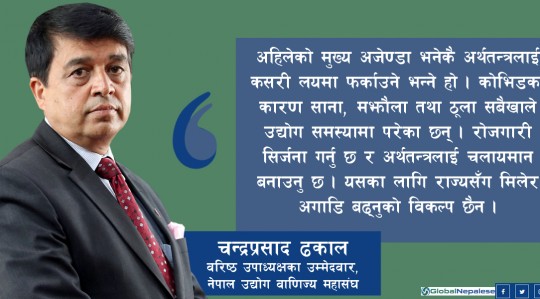 अहिलेको मुख्य अजेण्डा भनेकै अर्थतन्त्रलाई
कसरी लयमा फर्काउने भन्ने हो । कोभिडका
कारण साना, मझौला तथा ठूला सबैखाले
उद्योग समस्यामा परेका छन् । रोजगारी
सिर्जना गर्नु छ र अर्थतन्त्रलाई चलायमान
बनाउनु छ । यसका लागि राज्यसँग मिलेर
अगाडि बढ्नुको विकल्प छैन ।
चन्द्रप्रसाद ढकाल
वरिष्ठ उपाध्यक्षका उम्मेदवार,
नेपाल उद्योग वाणिज्य महासंघ
GlobalNepalese